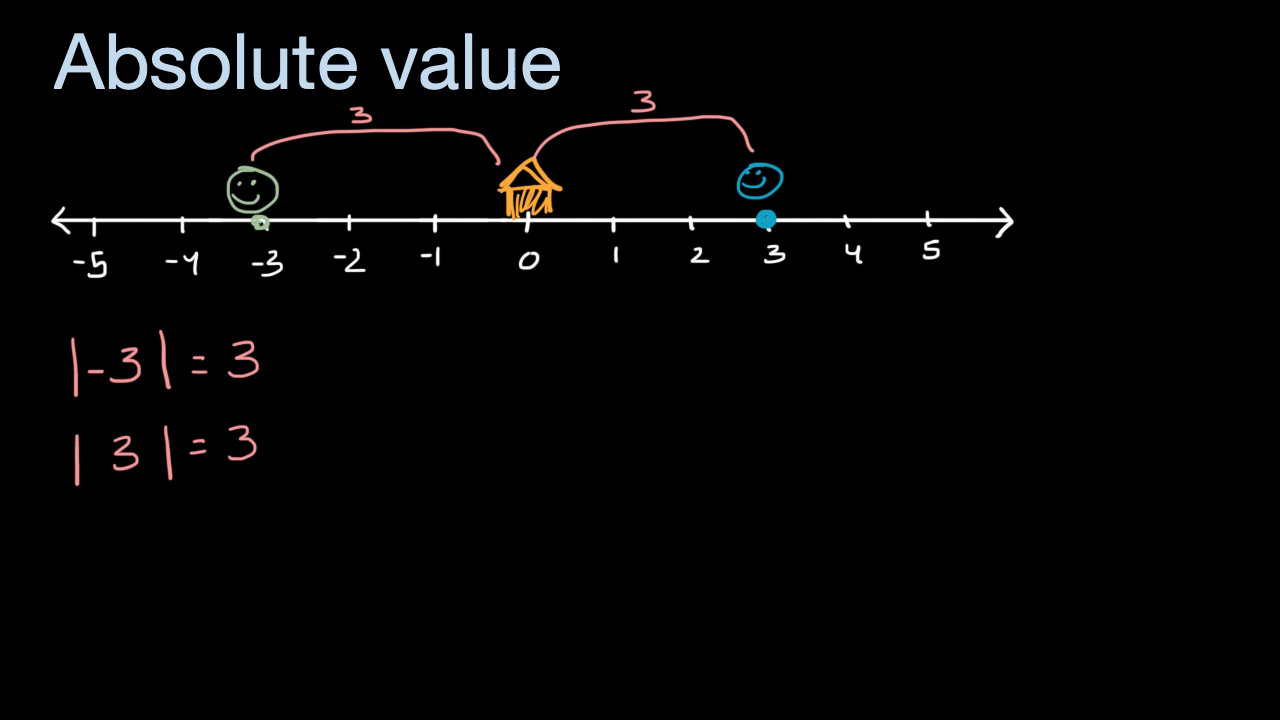 Absolute value
3 3
-5 -4 -3 -2 -1 0 1 2 3 4 5
|-3| = 3
| 3 | = 3